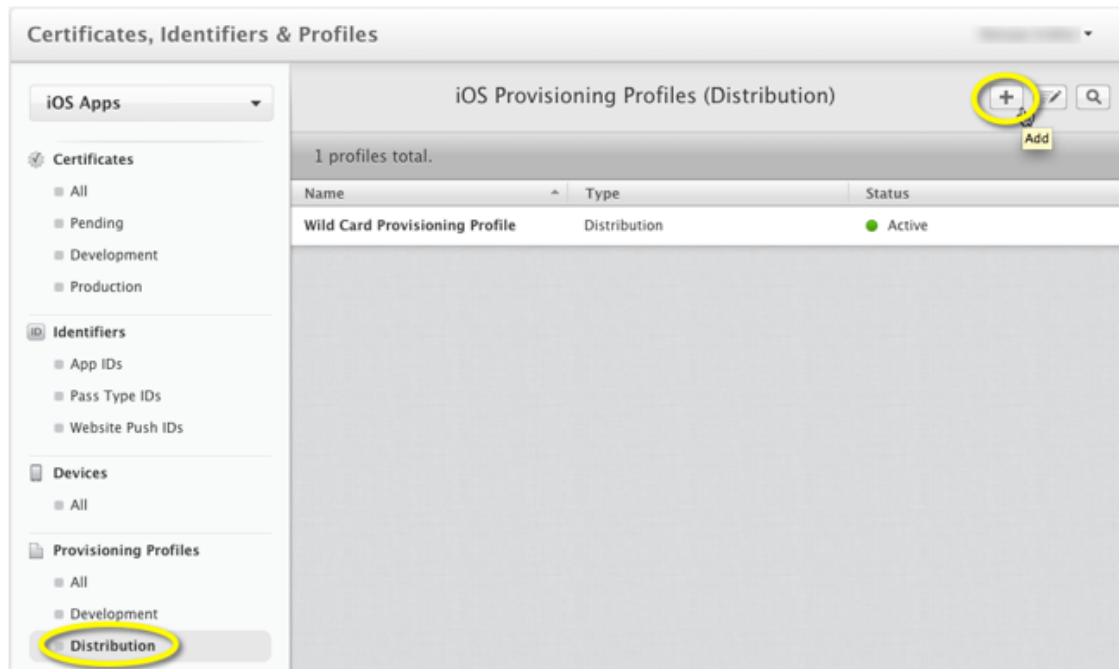 Certificates, Identifiers & Profiles
iOS Apps
iOS Provisioning Profiles (Distribution)
Add
1 profiles total.
Name Type Status
Wild Card Provisioning Profile Distribution Active
Certificates
All
Pending
Development
Production
ID Identifiers
App IDs
Pass Type IDs
Website Push IDs
Devices
All
Provisioning Profiles
All
Development
Distribution